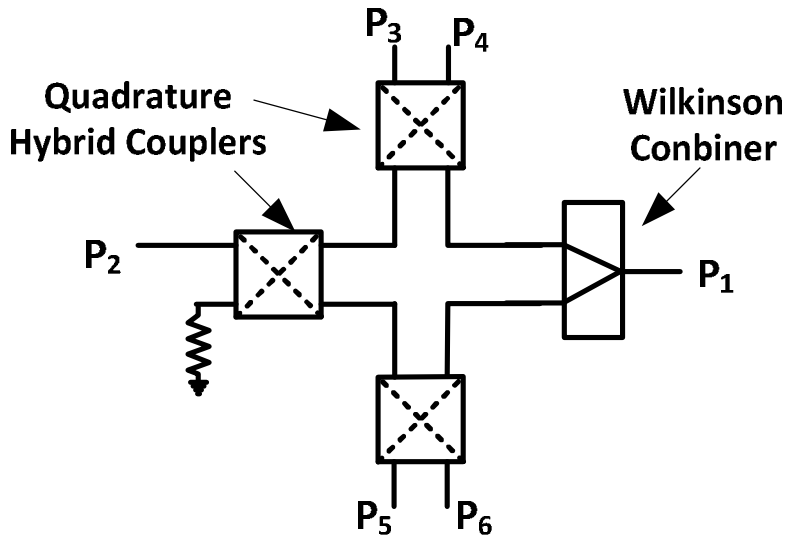 P3
P4
Quadrature
Hybrid Couplers
Wilkinson
Conbiner
P2
P1
P5
P6